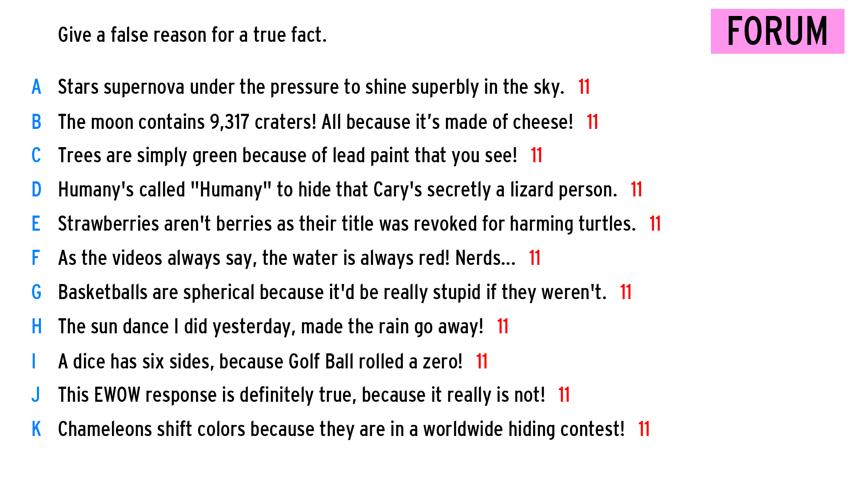 Give a false reason for a true fact.
FORUM
A Stars supernova under the pressure to shine superbly in the sky. 11
B The moon contains 9,317 craters! All because it’s made of cheese! 11
C Trees are simply green because of lead paint that you see! 11
D Humany's called "Humany" to hide that Cary's secretly a lizard person. 11
E Strawberries aren't berries as their title was revoked for harming turtles. 11
F As the videos always say, the water is always red! Nerds... 11
G Basketballs are spherical because it'd be really stupid if they weren't. 11
H The sun dance I did yesterday, made the rain go away! 11
I A dice has six sides, because Golf Ball rolled a zero! 11
J This EWOW response is definitely true, because it really is not! 11
K Chameleons shift colors because they are in a worldwide hiding contest! 11